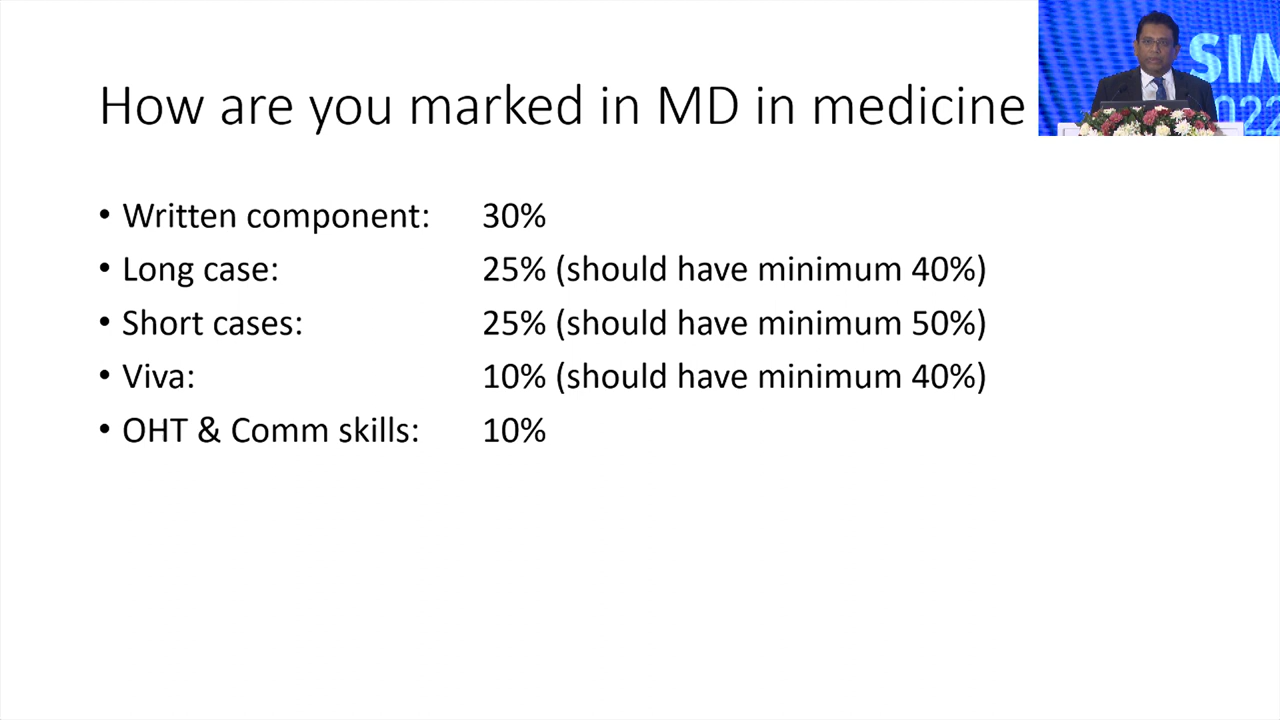 How are you marked in MD in medicine
• Written component: 30%
• Long case: 25% (should have minimum 40%)
• Short cases: 25% (should have minimum 50%)
• Viva: 10% (should have minimum 40%)
• OHT & Comm skills: 10%